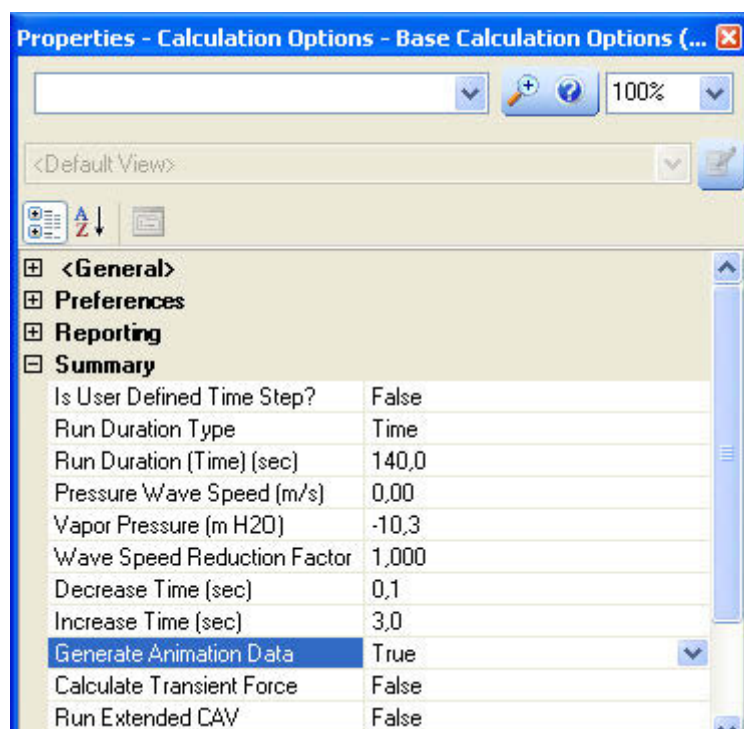 Properties - Calculation Options - Base Calculation Options (...
100%
<Default View>
A
Z
<General>
Preferences
Reporting
Summary
Is User Defined Time Step? False
Run Duration Type Time
Run Duration (Time) (sec) 140,0
Pressure Wave Speed (m/s) 0,00
Vapor Pressure (m H2O) -10,3
Wave Speed Reduction Factor 1,000
Decrease Time (sec) 0,1
Increase Time (sec) 3,0
Generate Animation Data True
Calculate Transient Force False
Run Extended CAV False